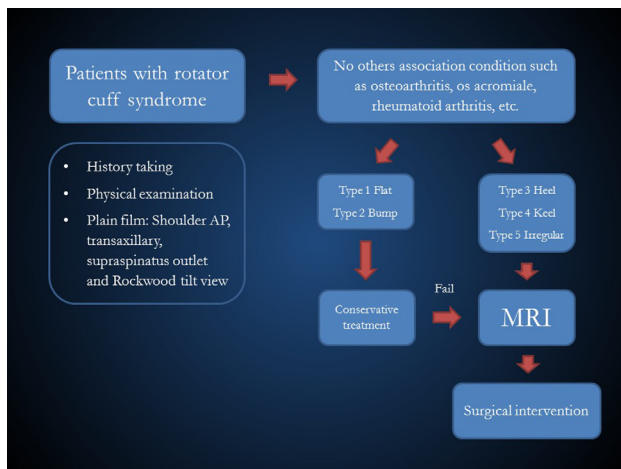 Patients with rotator
cuff syndrome
No others association condition such
as osteoarthritis, os acromiale,
rheumatoid arthritis, etc.
• History taking
• Physical examination
• Plain film: Shoulder AP,
transaxillary,
supraspinatus outlet
and Rockwood tilt view
Type 1 Flat
Type 2 Bump
Type 3 Heel
Type 4 Keel
Type 5 Irregular
Conservative
treatment
Fail
MRI
Surgical intervention